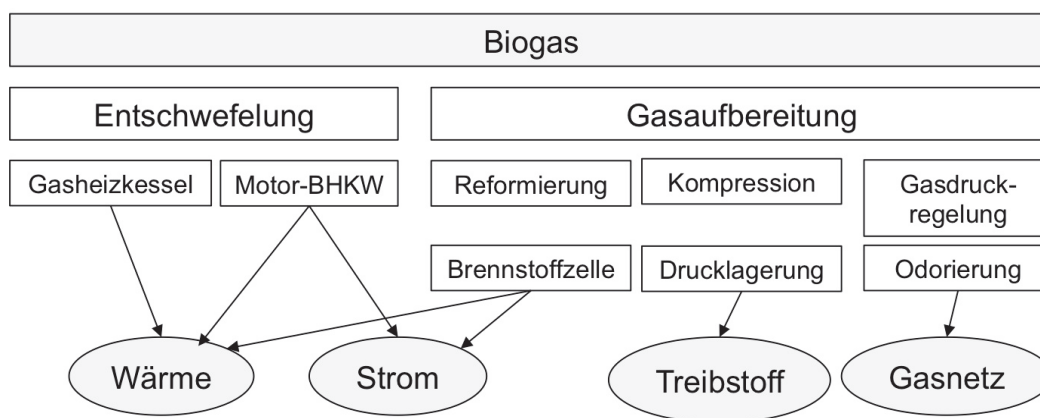 Biogas
Entschwefelung
Gasaufbereitung
Gasheizkessel
Motor-BHKW
Reformierung
Kompression
Gasdruck-
regelung
Brennstoffzelle
Drucklagerung
Odorierung
Wärme
Strom
Treibstoff
Gasnetz